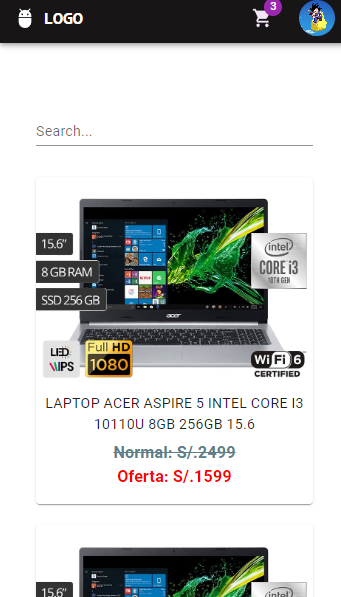 LOGO
3
Search...
15.6"
8 GB RAM
SSD 256 GB
intel
CORE i3
10TH GEN
acer
LED
IPS
Full HD
1080
Wi Fi 6
CERTIFIED
LAPTOP ACER ASPIRE 5 INTEL CORE I3
10110U 8GB 256GB 15.6
Normal: S/.2499
Oferta: S/.1599
15.6"
intel